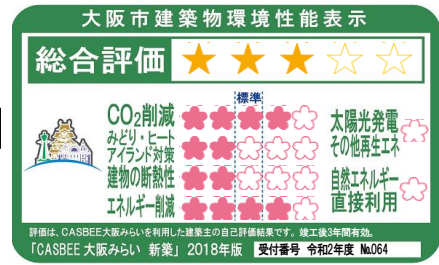 大阪市建築物環境性能表示
総合評価
標準
CO2削減
みどり・ヒート
アイランド対策
建物の断熱性
エネルギー削減
太陽光発電
その他再生エネ
自然エネルギー
直接利用
評価は、CASBEE大阪みらいを利用した建築主の自己評価結果です。竣工後3年間有効。
「CASBEE大阪みらい 新築」2018年版 受付番号 令和2年度 №064